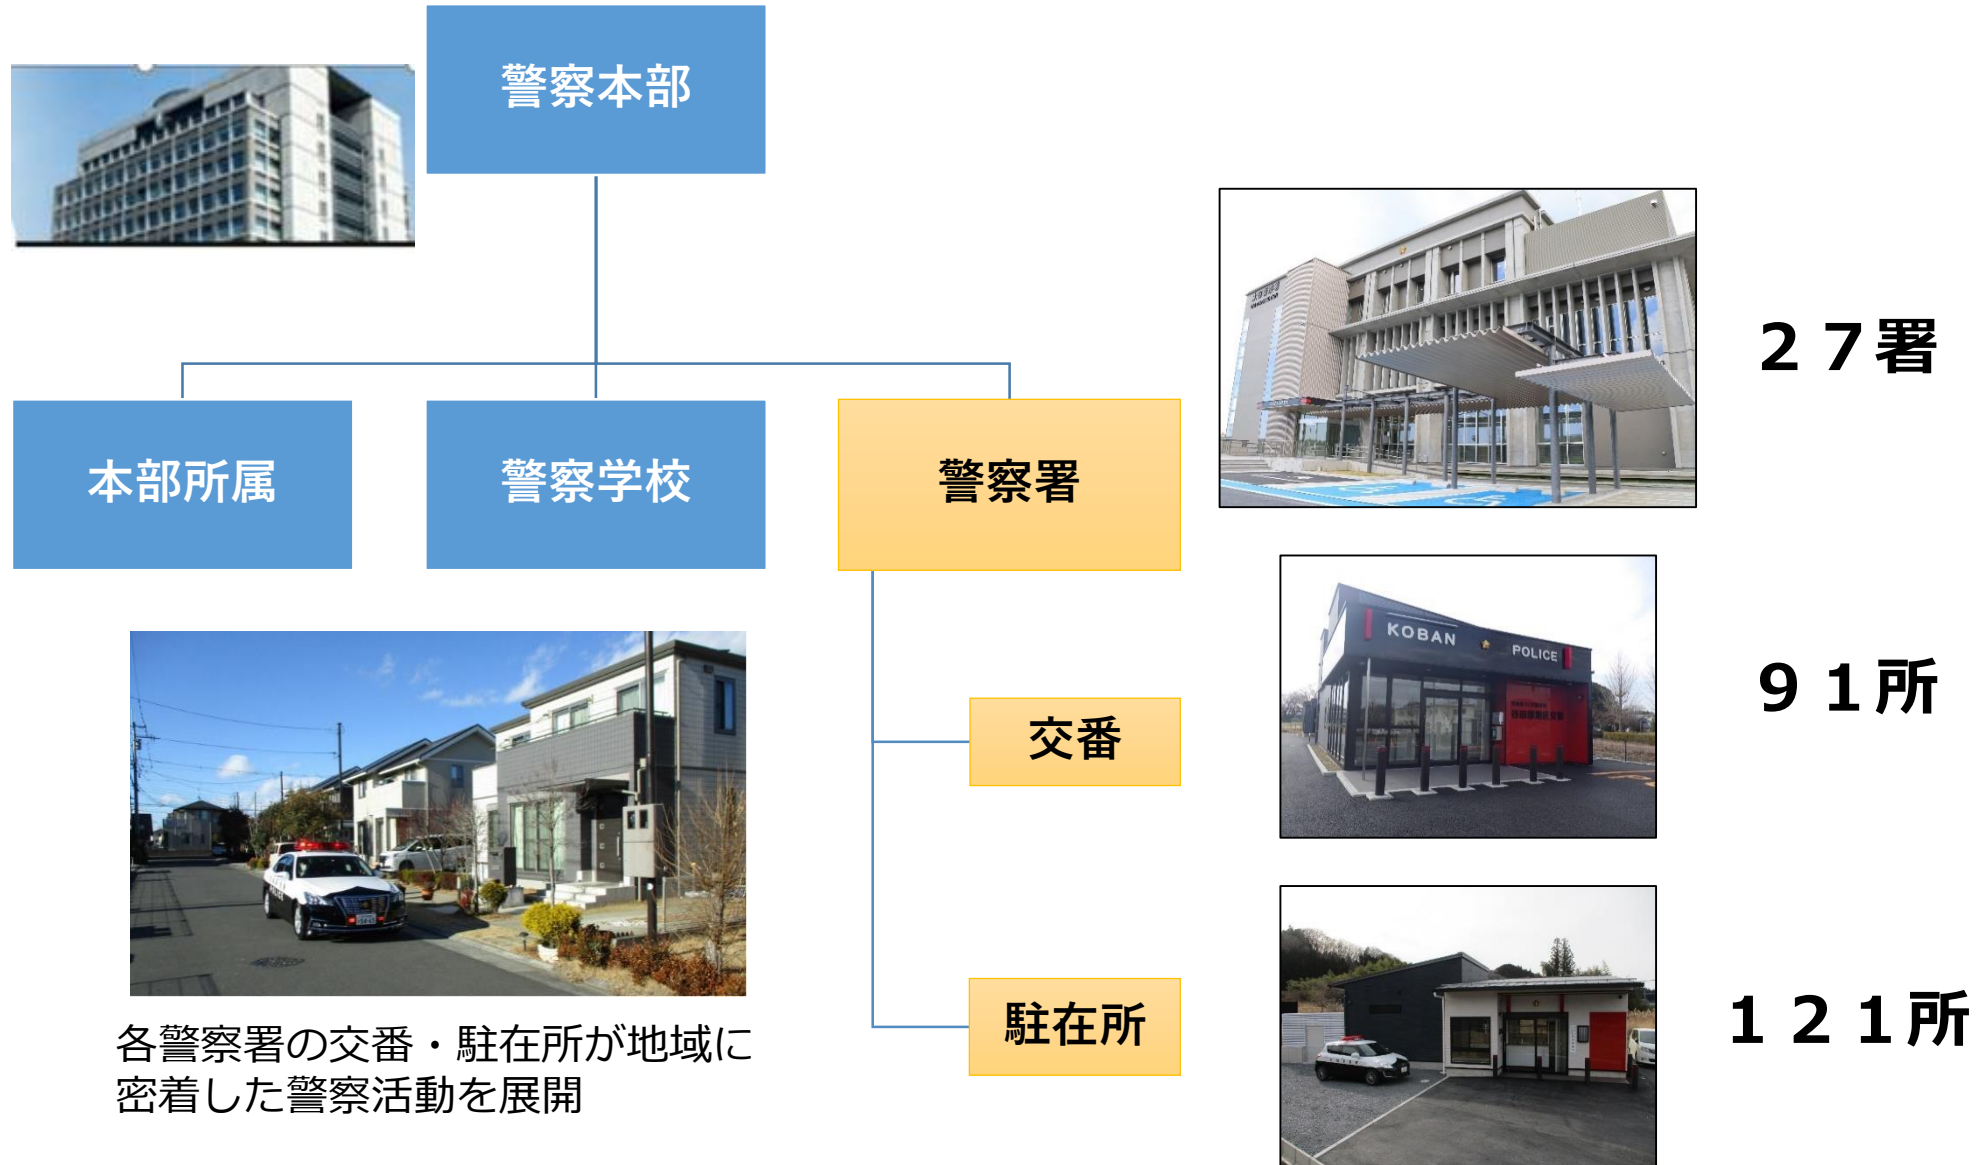 警察本部
２７署
本部所属
警察学校
警察署
KOBAN
POLICE
９１所
交番
駐在所
１２１所
各警察署の交番・駐在所が地域に
密着した警察活動を展開